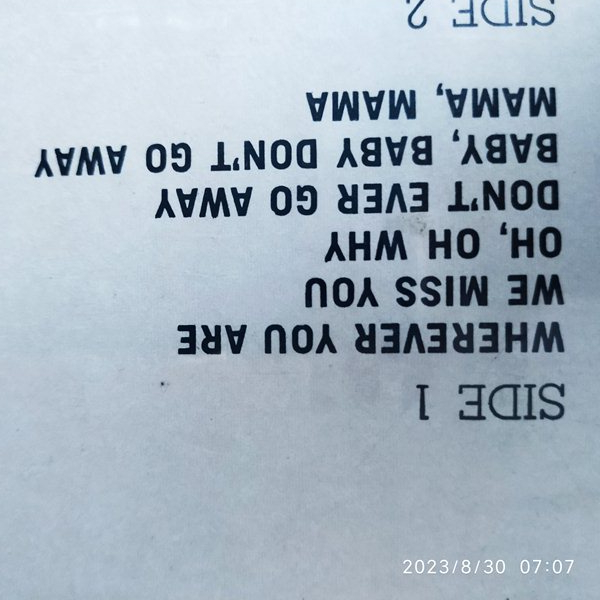 SIDE 1
WHEREVER YOU ARE
WE MISS YOU
OH, OH WHY
DON'T EVER GO AWAY
BABY, BABY DON'T GO AWAY
MAMA, MAMA
SIDE 2
2023/8/30 07:07